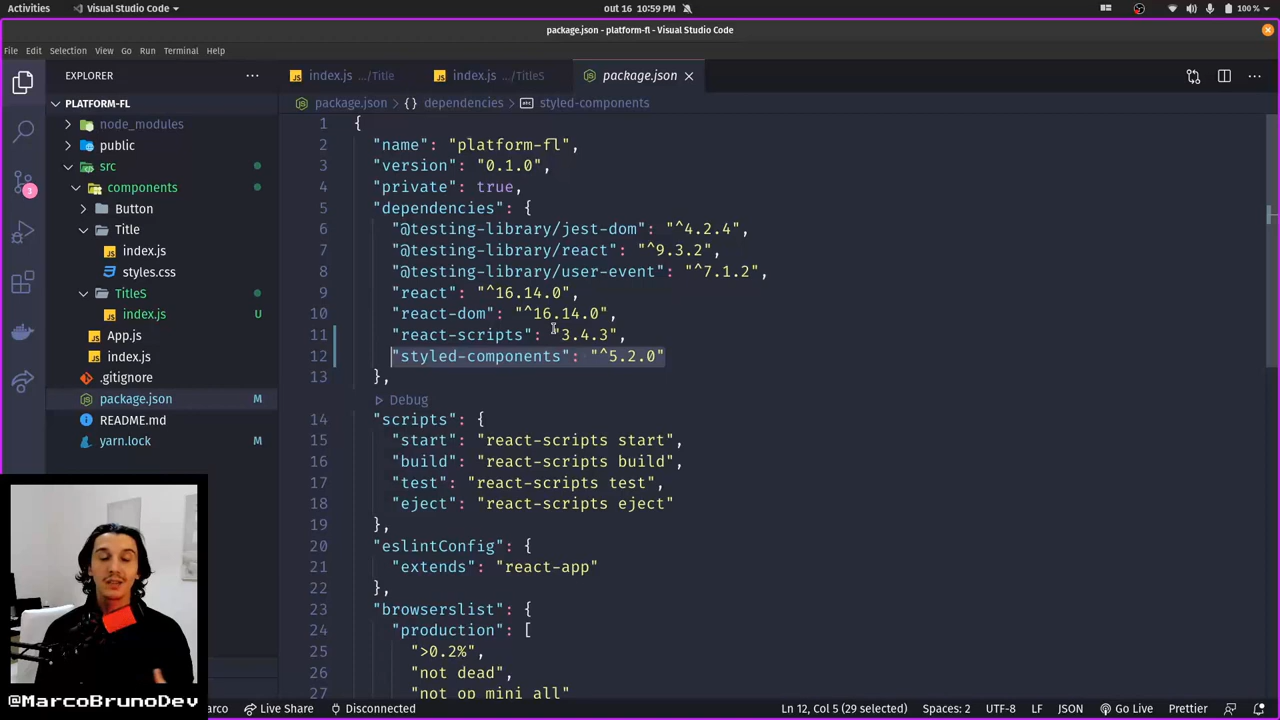 Activities
Visual Studio Code
out 16 10:59 PM
100 %
package.json - platform-fl - Visual Studio Code
File Edit Selection View Go Run Terminal Help
EXPLORER
index.js .../Title
index.js .../TitleS
package.json
PLATFORM-FL
package.json > {} dependencies > abc styled-components
node_modules
public
src
components
Button
Title
index.js
styles.css
TitleS
index.js U
App.js
index.js
.gitignore
package.json M
README.md
yarn.lock M
3
1 {
2 "name": "platform-fl",
3 "version": "0.1.0",
4 "private": true,
5 "dependencies": {
6 "@testing-library/jest-dom": "^4.2.4",
7 "@testing-library/react": "^9.3.2",
8 "@testing-library/user-event": "^7.1.2",
9 "react": "^16.14.0",
10 "react-dom": "^16.14.0",
11 "react-scripts": "3.4.3",
12 "styled-components": "^5.2.0"
13 },
Debug
14 "scripts": {
15 "start": "react-scripts start",
16 "build": "react-scripts build",
17 "test": "react-scripts test",
18 "eject": "react-scripts eject"
19 },
20 "eslintConfig": {
21 "extends": "react-app"
22 },
23 "browserslist": {
24 "production": [
25 ">0.2%",
26 "not dead",
27 "not op_mini all"
@MarcoBrunoDev
arco
Live Share
Disconnected
Ln 12, Col 5 (29 selected)
Spaces: 2
UTF-8
LF
JSON
Go Live
Prettier